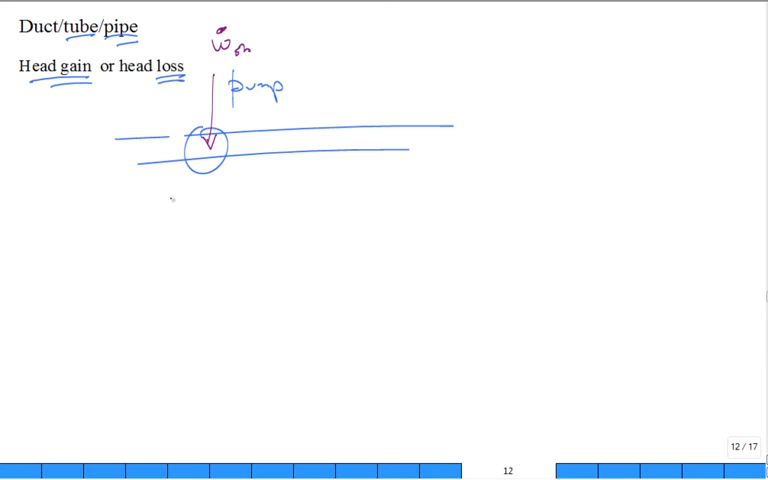 Duct/tube/pipe
Ẇsh
Head gain or head loss
pump
12 / 17
12